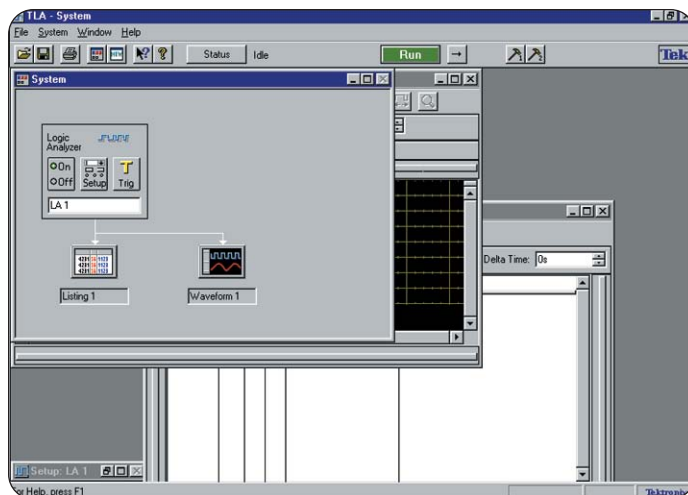 TLA - System
File System Window Help
Status Idle Run Tek
System
Logic
Analyzer
On
Off
Setup Trig
LA 1
Listing 1 Waveform 1
Delta Time: 0s
Setup: LA 1
For Help, press F1 Tektronix